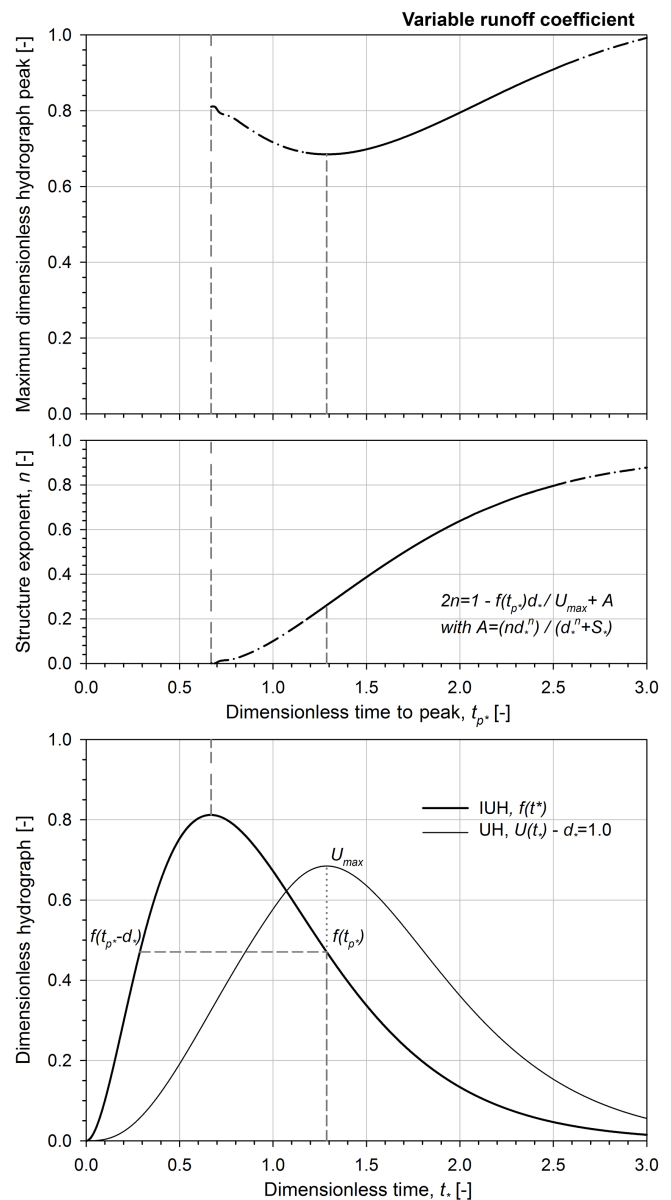 Variable runoff coefficient
Maximum dimensionless hydrograph peak [-]
1.0
0.8
0.6
0.4
0.2
0.0
Structure exponent, n [-]
1.0
0.8
0.6
0.4
0.2
0.0
2n=1 - f(tp*)d* / Umax + A
with A=(nd*^n) / (d*^n+S*)
0.0 0.5 1.0 1.5 2.0 2.5 3.0
Dimensionless time to peak, tp* [-]
Dimensionless hydrograph [-]
1.0
0.8
0.6
0.4
0.2
0.0
IUH, f(t*)
UH, U(t*) - d*=1.0
Umax
f(tp*-d*)
f(tp*)
0.0 0.5 1.0 1.5 2.0 2.5 3.0
Dimensionless time, t* [-]